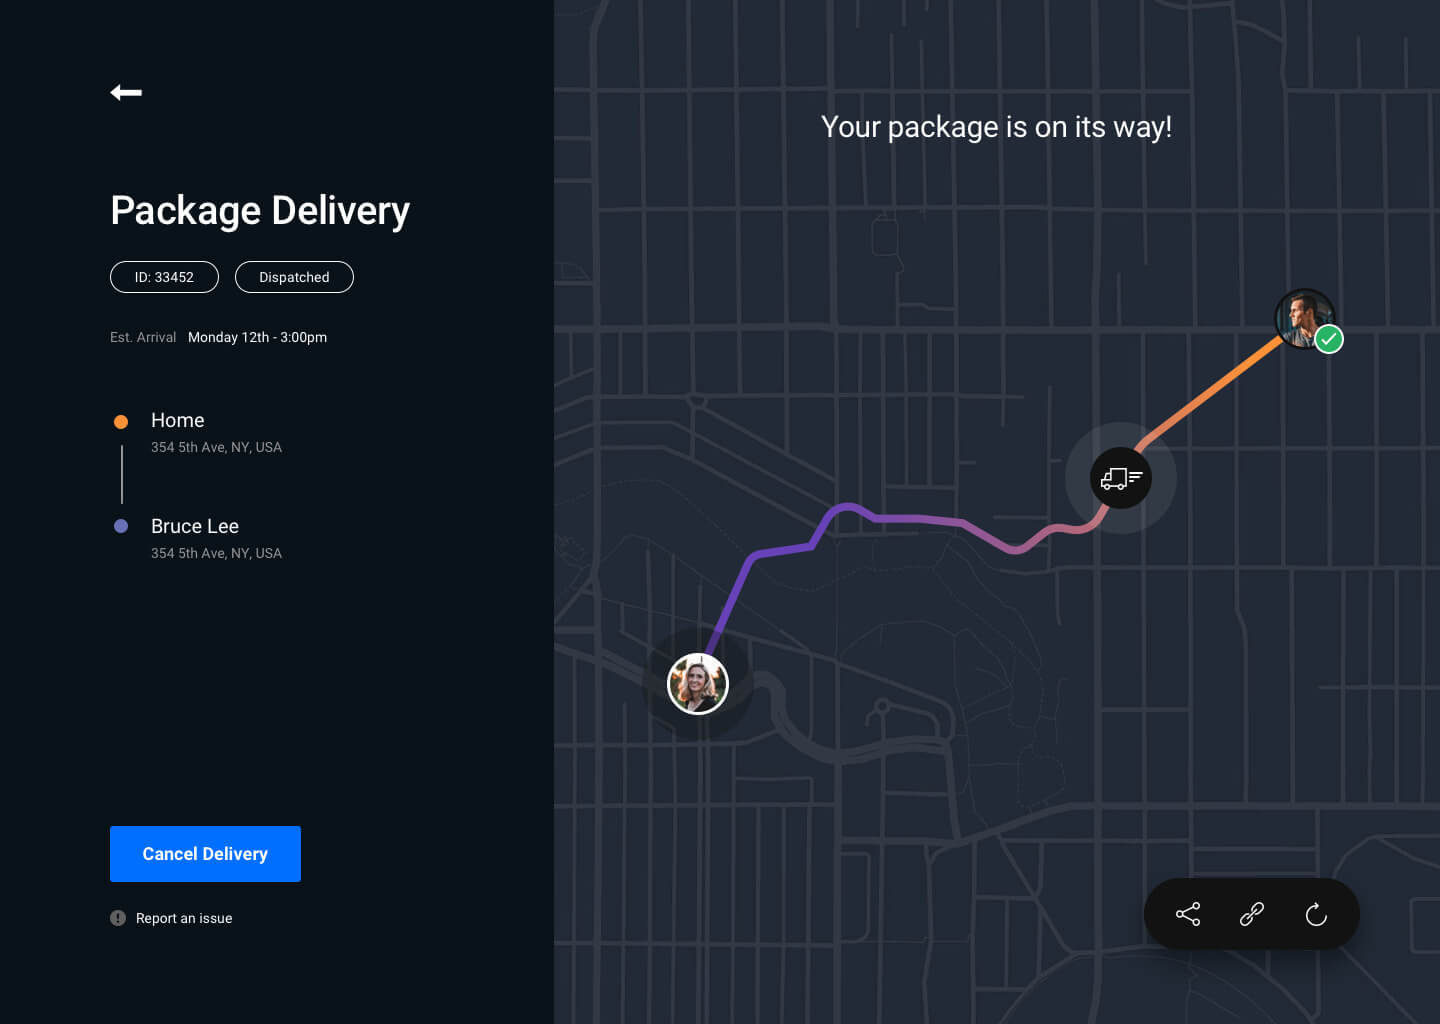 Package Delivery
ID: 33452
Dispatched
Est. Arrival Monday 12th - 3:00pm
Home
354 5th Ave, NY, USA
Bruce Lee
354 5th Ave, NY, USA
Cancel Delivery
Report an issue
Your package is on its way!